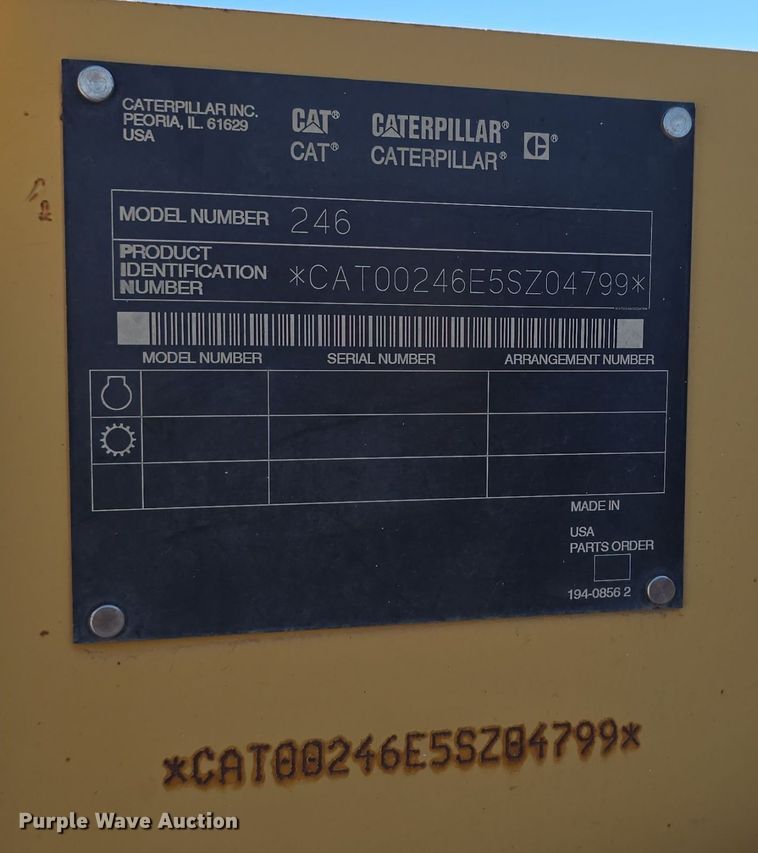 CATERPILLAR INC.
PEORIA, IL. 61629
USA
CAT® CATERPILLAR® ®
CAT® CATERPILLAR®
MODEL NUMBER 246
PRODUCT
IDENTIFICATION
NUMBER *CAT00246E5SZ04799*
MODEL NUMBER SERIAL NUMBER ARRANGEMENT NUMBER
MADE IN
USA
PARTS ORDER
194-0856 2
*CAT00246E5SZ04799*
Purple Wave Auction